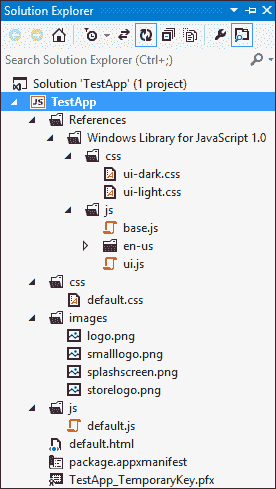 Solution Explorer
Search Solution Explorer (Ctrl+;)
Solution 'TestApp' (1 project)
JS TestApp
References
Windows Library for JavaScript 1.0
css
ui-dark.css
ui-light.css
js
base.js
en-us
ui.js
css
default.css
images
logo.png
smalllogo.png
splashscreen.png
storelogo.png
js
default.js
default.html
package.appxmanifest
TestApp_TemporaryKey.pfx